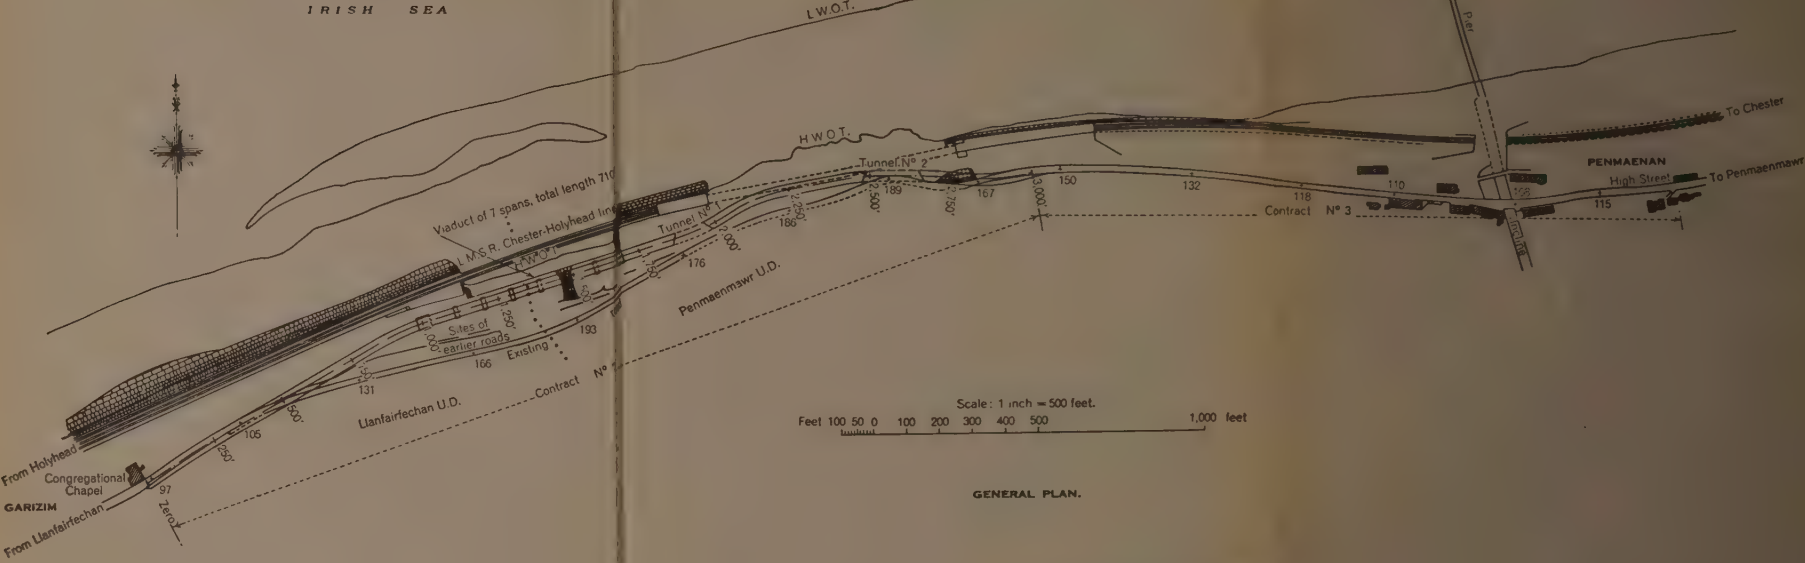 IRISH SEA
L.W.O.T.
Pier
H.W.O.T.
To Chester
PENMAENAN
High Street
To Penmaenmawr
Tunnel Nº 2
189
167
150
132
118
110
108
115
3,000'
2,500'
2,250'
186
Contract Nº 3
Incline
Viaduct of 7 spans, total length 710'
L.M.S.R. Chester-Holyhead line
H.W.O.T.
Tunnel Nº 1
2,000'
176
Penmaenmawr U.D.
Sites of
earlier roads
Existing
193
166
131
Contract Nº
Llanfairfechan U.D.
500'
105
250'
From Holyhead
Congregational
Chapel
97
Zero
GARIZIM
From Llanfairfechan
Scale: 1 inch = 500 feet.
Feet 100 50 0 100 200 300 400 500 1,000 feet
GENERAL PLAN.